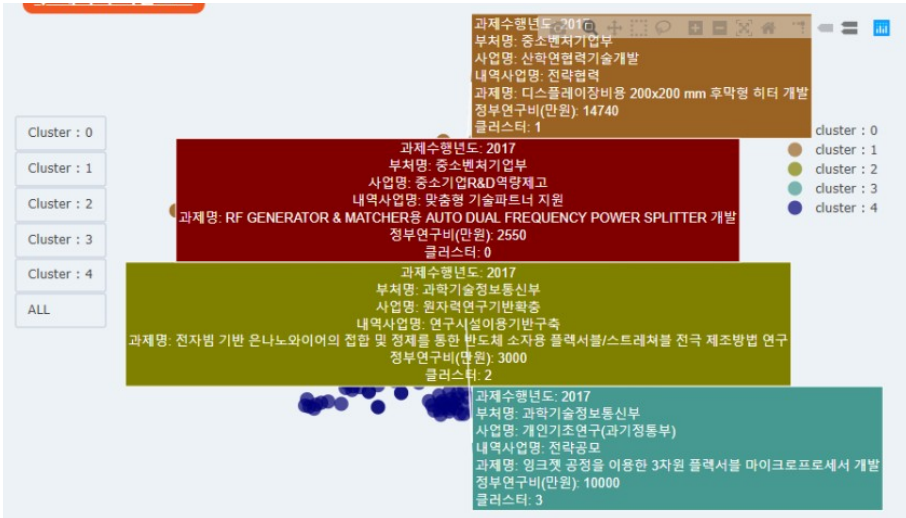 과제수행년도: 2017
부처명: 중소벤처기업부
사업명: 산학연협력기술개발
내역사업명: 전략협력
과제명: 디스플레이장비용 200x200 mm 후막형 히터 개발
정부연구비(만원): 14740
클러스터: 1
Cluster : 0
Cluster : 1
Cluster : 2
Cluster : 3
Cluster : 4
ALL
cluster : 0
cluster : 1
cluster : 2
cluster : 3
cluster : 4
과제수행년도: 2017
부처명: 중소벤처기업부
사업명: 중소기업R&D역량제고
내역사업명: 맞춤형 기술파트너 지원
과제명: RF GENERATOR & MATCHER용 AUTO DUAL FREQUENCY POWER SPLITTER 개발
정부연구비(만원): 2550
클러스터: 0
과제수행년도: 2017
부처명: 과학기술정보통신부
사업명: 원자력연구기반확충
내역사업명: 연구시설이용기반구축
과제명: 전자빔 기반 은나노와이어의 접합 및 정제를 통한 반도체 소자용 플렉서블/스트레쳐블 전극 제조방법 연구
정부연구비(만원): 3000
클러스터: 2
과제수행년도: 2017
부처명: 과학기술정보통신부
사업명: 개인기초연구(과기정통부)
내역사업명: 전략공모
과제명: 잉크젯 공정을 이용한 3차원 플랙서블 마이크로프로세서 개발
정부연구비(만원): 10000
클러스터: 3